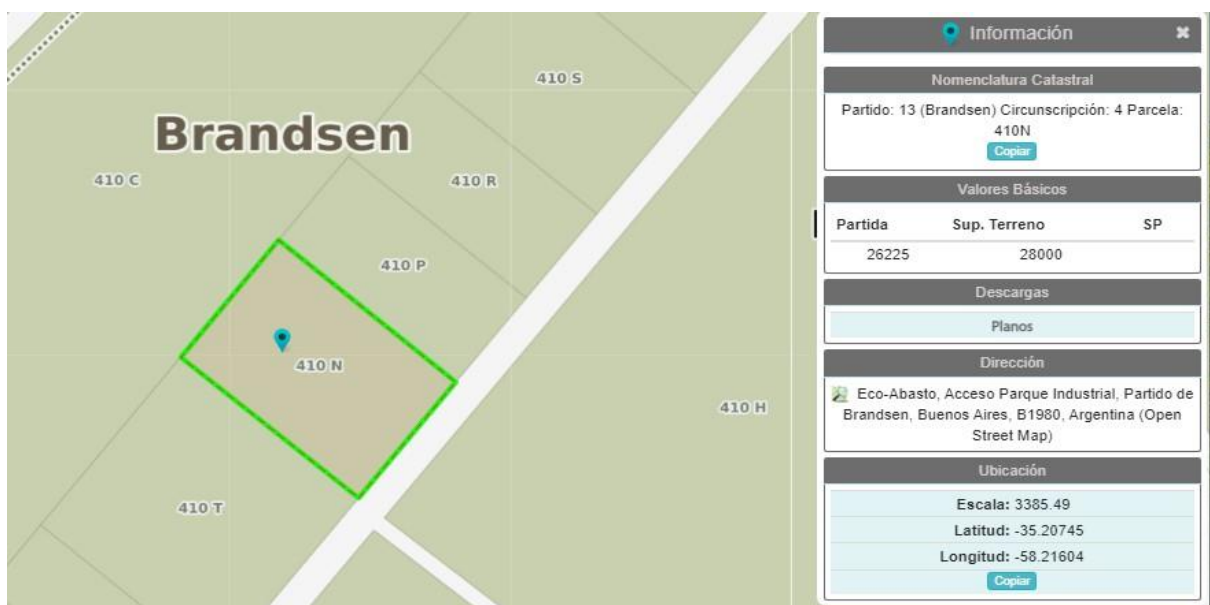 410 S
Brandsen
410 C
410 R
410 P
410 N
410 H
410 T
Información
Nomenclatura Catastral
Partido: 13 (Brandsen) Circunscripción: 4 Parcela:
410N
Copiar
Valores Básicos
Partida Sup. Terreno SP
26225 28000
Descargas
Planos
Dirección
Eco-Abasto, Acceso Parque Industrial, Partido de
Brandsen, Buenos Aires, B1980, Argentina (Open
Street Map)
Ubicación
Escala: 3385.49
Latitud: -35.20745
Longitud: -58.21604
Copiar